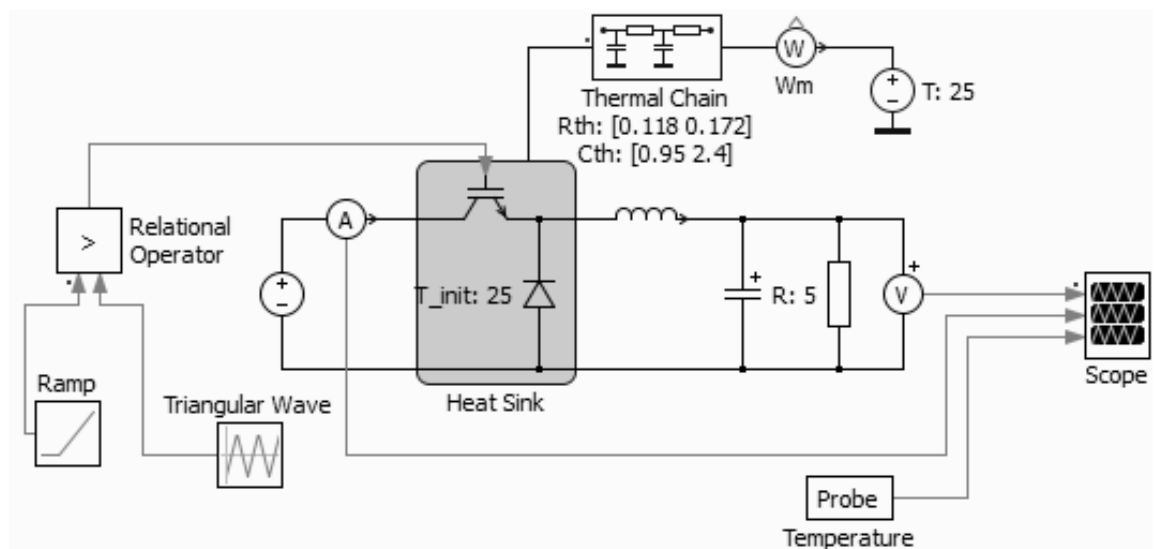 W
Wm
T: 25
Thermal Chain
Rth: [0.118 0.172]
Cth: [0.95 2.4]
>
Relational
Operator
A
T_init: 25
R: 5
V
Scope
Heat Sink
Ramp
Triangular Wave
Probe
Temperature